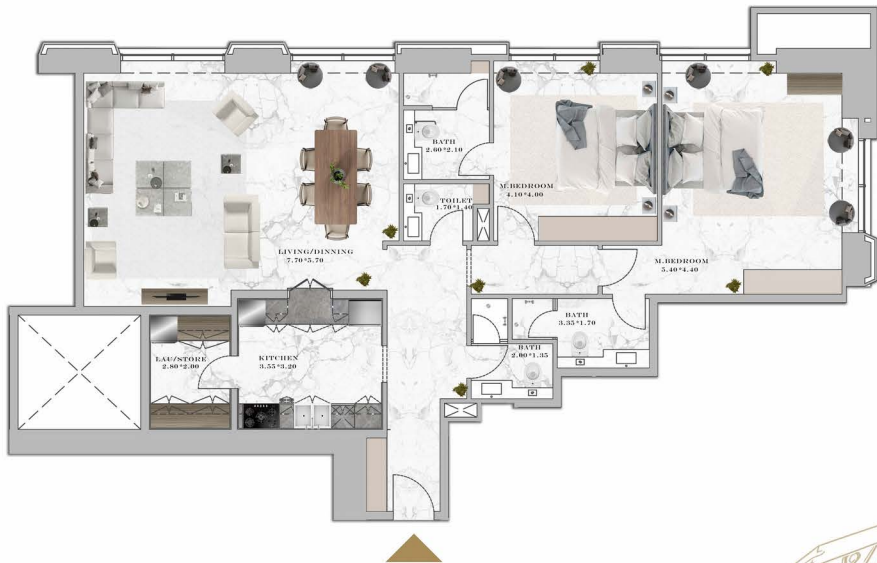 BATH
2.60*2.10
M.BEDROOM
4.10*4.00
TOILET
1.70*1.40
LIVING/DINNING
7.70*5.70
M.BEDROOM
5.40*4.40
BATH
3.35*1.70
BATH
2.00*1.35
LAU/STORE
2.80*2.00
KITCHEN
3.55*3.20